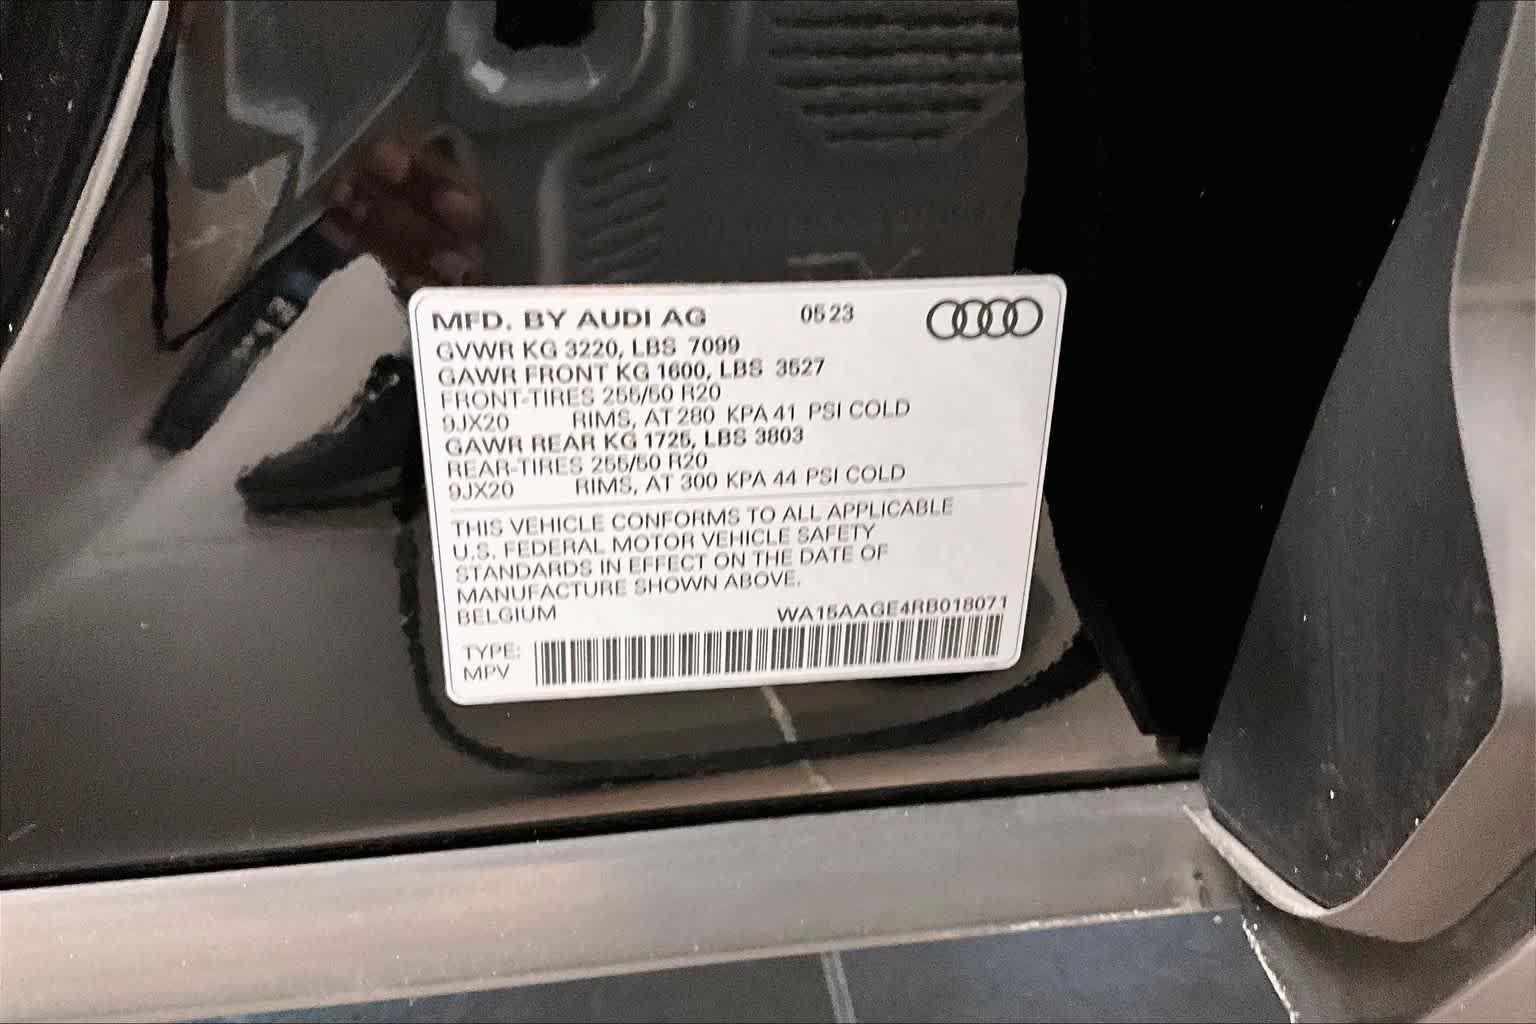 MFD. BY AUDI AG 05 23
GVWR KG 3220, LBS 7099
GAWR FRONT KG 1600, LBS 3527
FRONT-TIRES 255/50 R20
9JX20 RIMS, AT 280 KPA 41 PSI COLD
GAWR REAR KG 1725, LBS 3803
REAR-TIRES 255/50 R20
9JX20 RIMS, AT 300 KPA 44 PSI COLD
THIS VEHICLE CONFORMS TO ALL APPLICABLE
U.S. FEDERAL MOTOR VEHICLE SAFETY
STANDARDS IN EFFECT ON THE DATE OF
MANUFACTURE SHOWN ABOVE.
BELGIUM WA15AAGE4RB018071
TYPE:
MPV